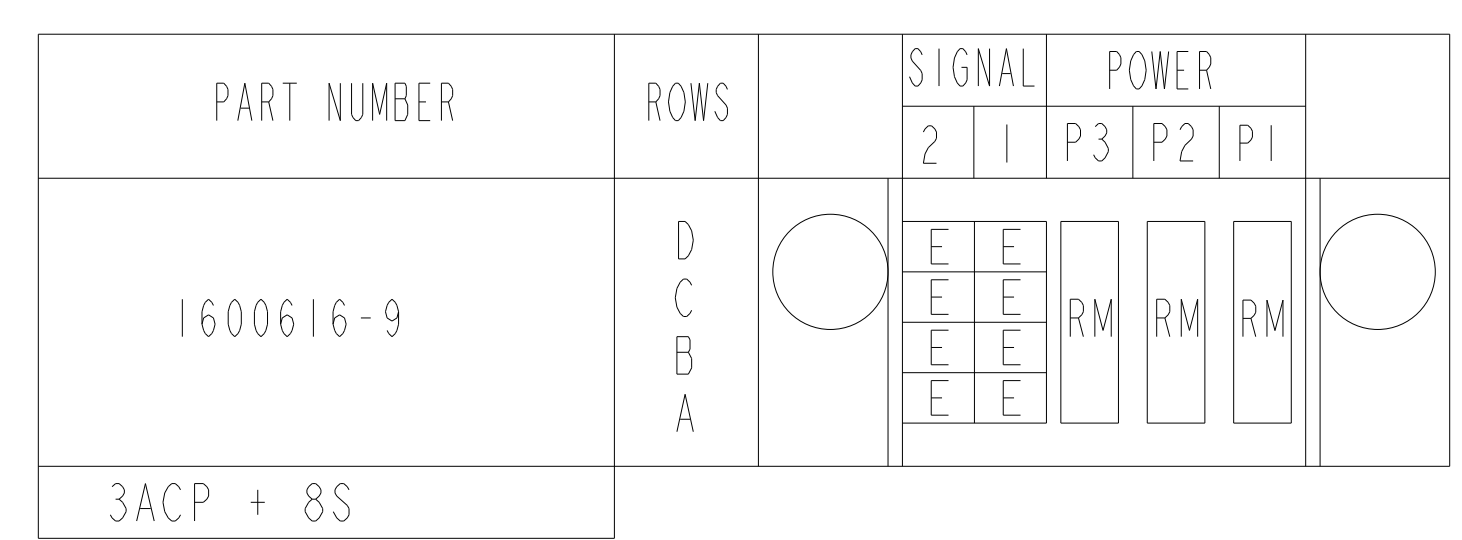 PART NUMBER ROWS SIGNAL POWER
2 1 P3 P2 P1
1600616-9
D E E
C E E
RM RM RM
B E E
A E E
3ACP + 8S